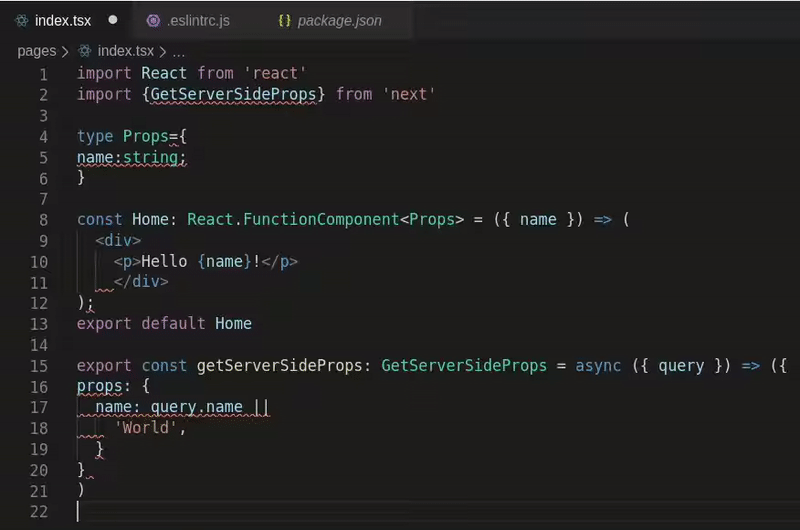 index.tsx .eslintrc.js package.json
pages > index.tsx > ...
1 import React from 'react'
2 import {GetServerSideProps} from 'next'
3
4 type Props={
5 name:string;
6 }
7
8 const Home: React.FunctionComponent<Props> = ({ name }) => (
9   <div>
10     <p>Hello {name}!</p>
11     </div>
12 );
13 export default Home
14
15 export const getServerSideProps: GetServerSideProps = async ({ query }) => ({
16 props: {
17   name: query.name ||
18     'World',
19   }
20 }
21 )
22